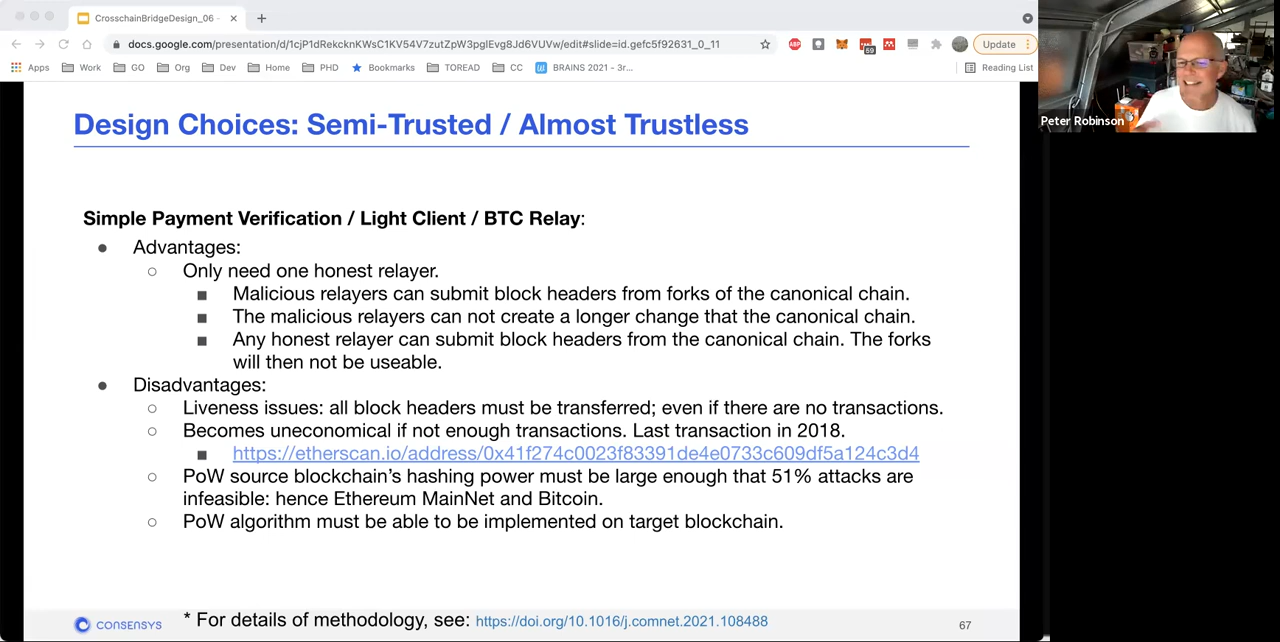 CrosschainBridgeDesign_06 -
docs.google.com/presentation/d/1cjP1dRekcknKWsC1KV54V7zutZpW3pglEvg8Jd6VUVw/edit#slide=id.gefc5f92631_0_11
ABP
69
Update
Apps Work GO Org Dev Home PHD Bookmarks TOREAD CC BRAINS 2021 - 3r... Reading List
Peter Robinson
Design Choices: Semi-Trusted / Almost Trustless
Simple Payment Verification / Light Client / BTC Relay:
Advantages:
Only need one honest relayer.
Malicious relayers can submit block headers from forks of the canonical chain.
The malicious relayers can not create a longer change that the canonical chain.
Any honest relayer can submit block headers from the canonical chain. The forks
will then not be useable.
Disadvantages:
Liveness issues: all block headers must be transferred; even if there are no transactions.
Becomes uneconomical if not enough transactions. Last transaction in 2018.
https://etherscan.io/address/0x41f274c0023f83391de4e0733c609df5a124c3d4
PoW source blockchain's hashing power must be large enough that 51% attacks are
infeasible: hence Ethereum MainNet and Bitcoin.
PoW algorithm must be able to be implemented on target blockchain.
CONSENSYS
* For details of methodology, see: https://doi.org/10.1016/j.comnet.2021.108488
67